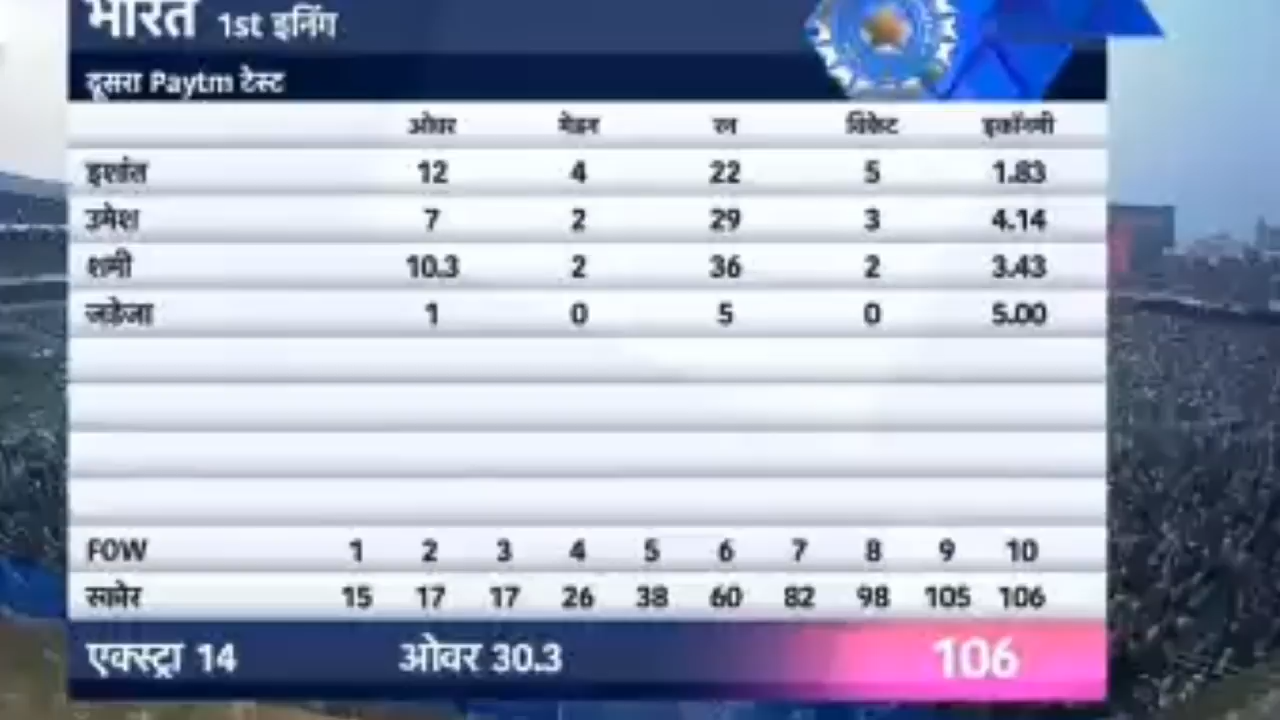 भारत 1st इनिंग
दूसरा Paytm टेस्ट
ओवर मेडन रन विकेट इकॉनमी
इशांत 12 4 22 5 1.83
उमेश 7 2 29 3 4.14
शमी 10.3 2 36 2 3.43
जडेजा 1 0 5 0 5.00
FOW 1 2 3 4 5 6 7 8 9 10
स्कोर 15 17 17 26 38 60 82 98 105 106
एक्स्ट्रा 14 ओवर 30.3 106